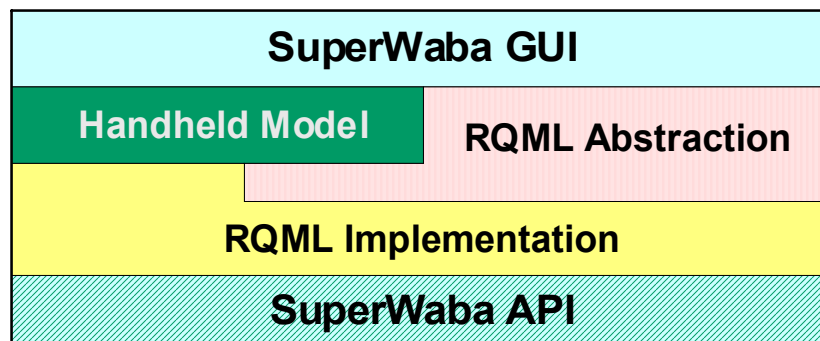 SuperWaba GUI
Handheld Model
RQML Abstraction
RQML Implementation
SuperWaba API